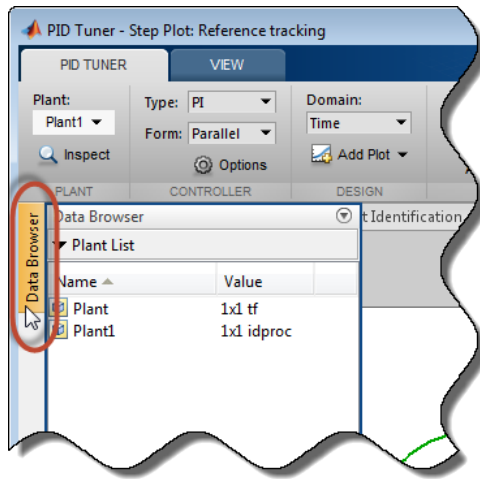 PID Tuner - Step Plot: Reference tracking
PID TUNER VIEW
Plant: Type: PI Domain:
Plant1 Form: Parallel Time
Inspect Options Add Plot
PLANT CONTROLLER DESIGN
Data Browser
Data Browser t Identification
Plant List
Name Value
Plant 1x1 tf
Plant1 1x1 idproc